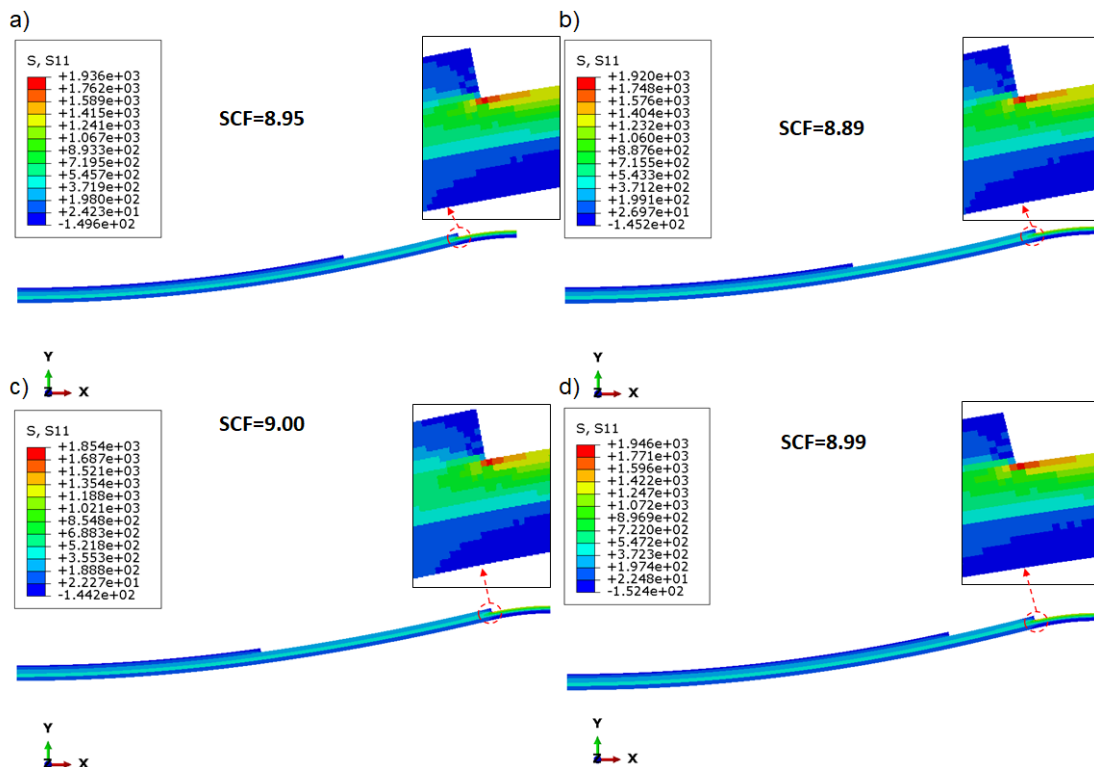 a)
S, S11
+1.936e+03
+1.762e+03
+1.589e+03
+1.415e+03
+1.241e+03
+1.067e+03
+8.933e+02
+7.195e+02
+5.457e+02
+3.719e+02
+1.980e+02
+2.423e+01
-1.496e+02
SCF=8.95
Y
Z
X
b)
S, S11
+1.920e+03
+1.748e+03
+1.576e+03
+1.404e+03
+1.232e+03
+1.060e+03
+8.876e+02
+7.155e+02
+5.433e+02
+3.712e+02
+1.991e+02
+2.697e+01
-1.452e+02
SCF=8.89
Y
Z
X
c)
S, S11
+1.854e+03
+1.687e+03
+1.521e+03
+1.354e+03
+1.188e+03
+1.021e+03
+8.548e+02
+6.883e+02
+5.218e+02
+3.553e+02
+1.888e+02
+2.227e+01
-1.442e+02
SCF=9.00
Y
Z
X
d)
S, S11
+1.946e+03
+1.771e+03
+1.596e+03
+1.422e+03
+1.247e+03
+1.072e+03
+8.969e+02
+7.220e+02
+5.472e+02
+3.723e+02
+1.974e+02
+2.248e+01
-1.524e+02
SCF=8.99
Y
Z
X